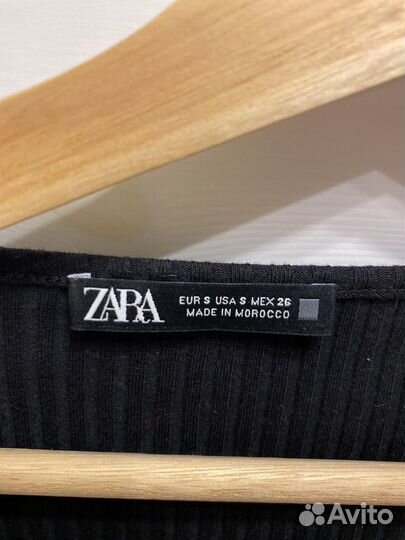 ZARA
EUR S USA S MEX 26
MADE IN MOROCCO
Avito